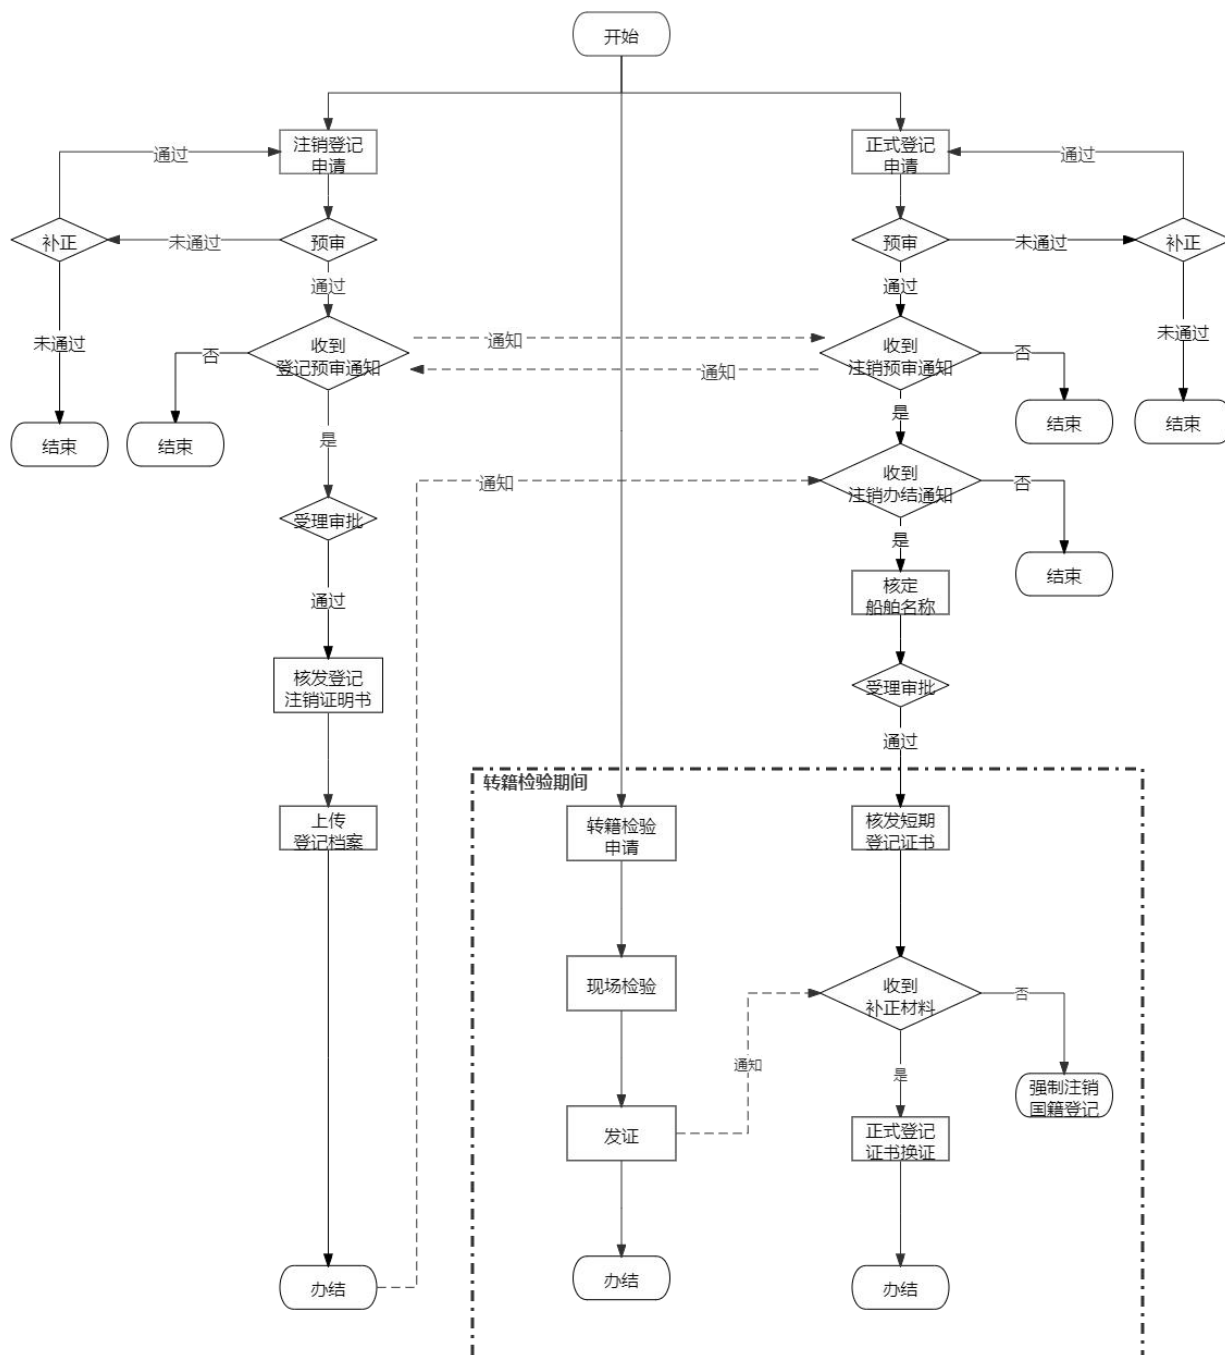 开始
注销登记
申请
正式登记
申请
通过
通过
补正
未通过
预审
预审
未通过
补正
通过
通过
未通过
收到
登记预审通知
否
通知
通知
收到
注销预审通知
否
未通过
结束
结束
是
是
结束
结束
通知
收到
注销办结通知
否
受理审批
是
结束
通过
核定
船舶名称
核发登记
注销证明书
受理审批
通过
转籍检验期间
上传
登记档案
转籍检验
申请
核发短期
登记证书
现场检验
收到
补正材料
否
通知
是
强制注销
国籍登记
发证
正式登记
证书换证
办结
办结
办结